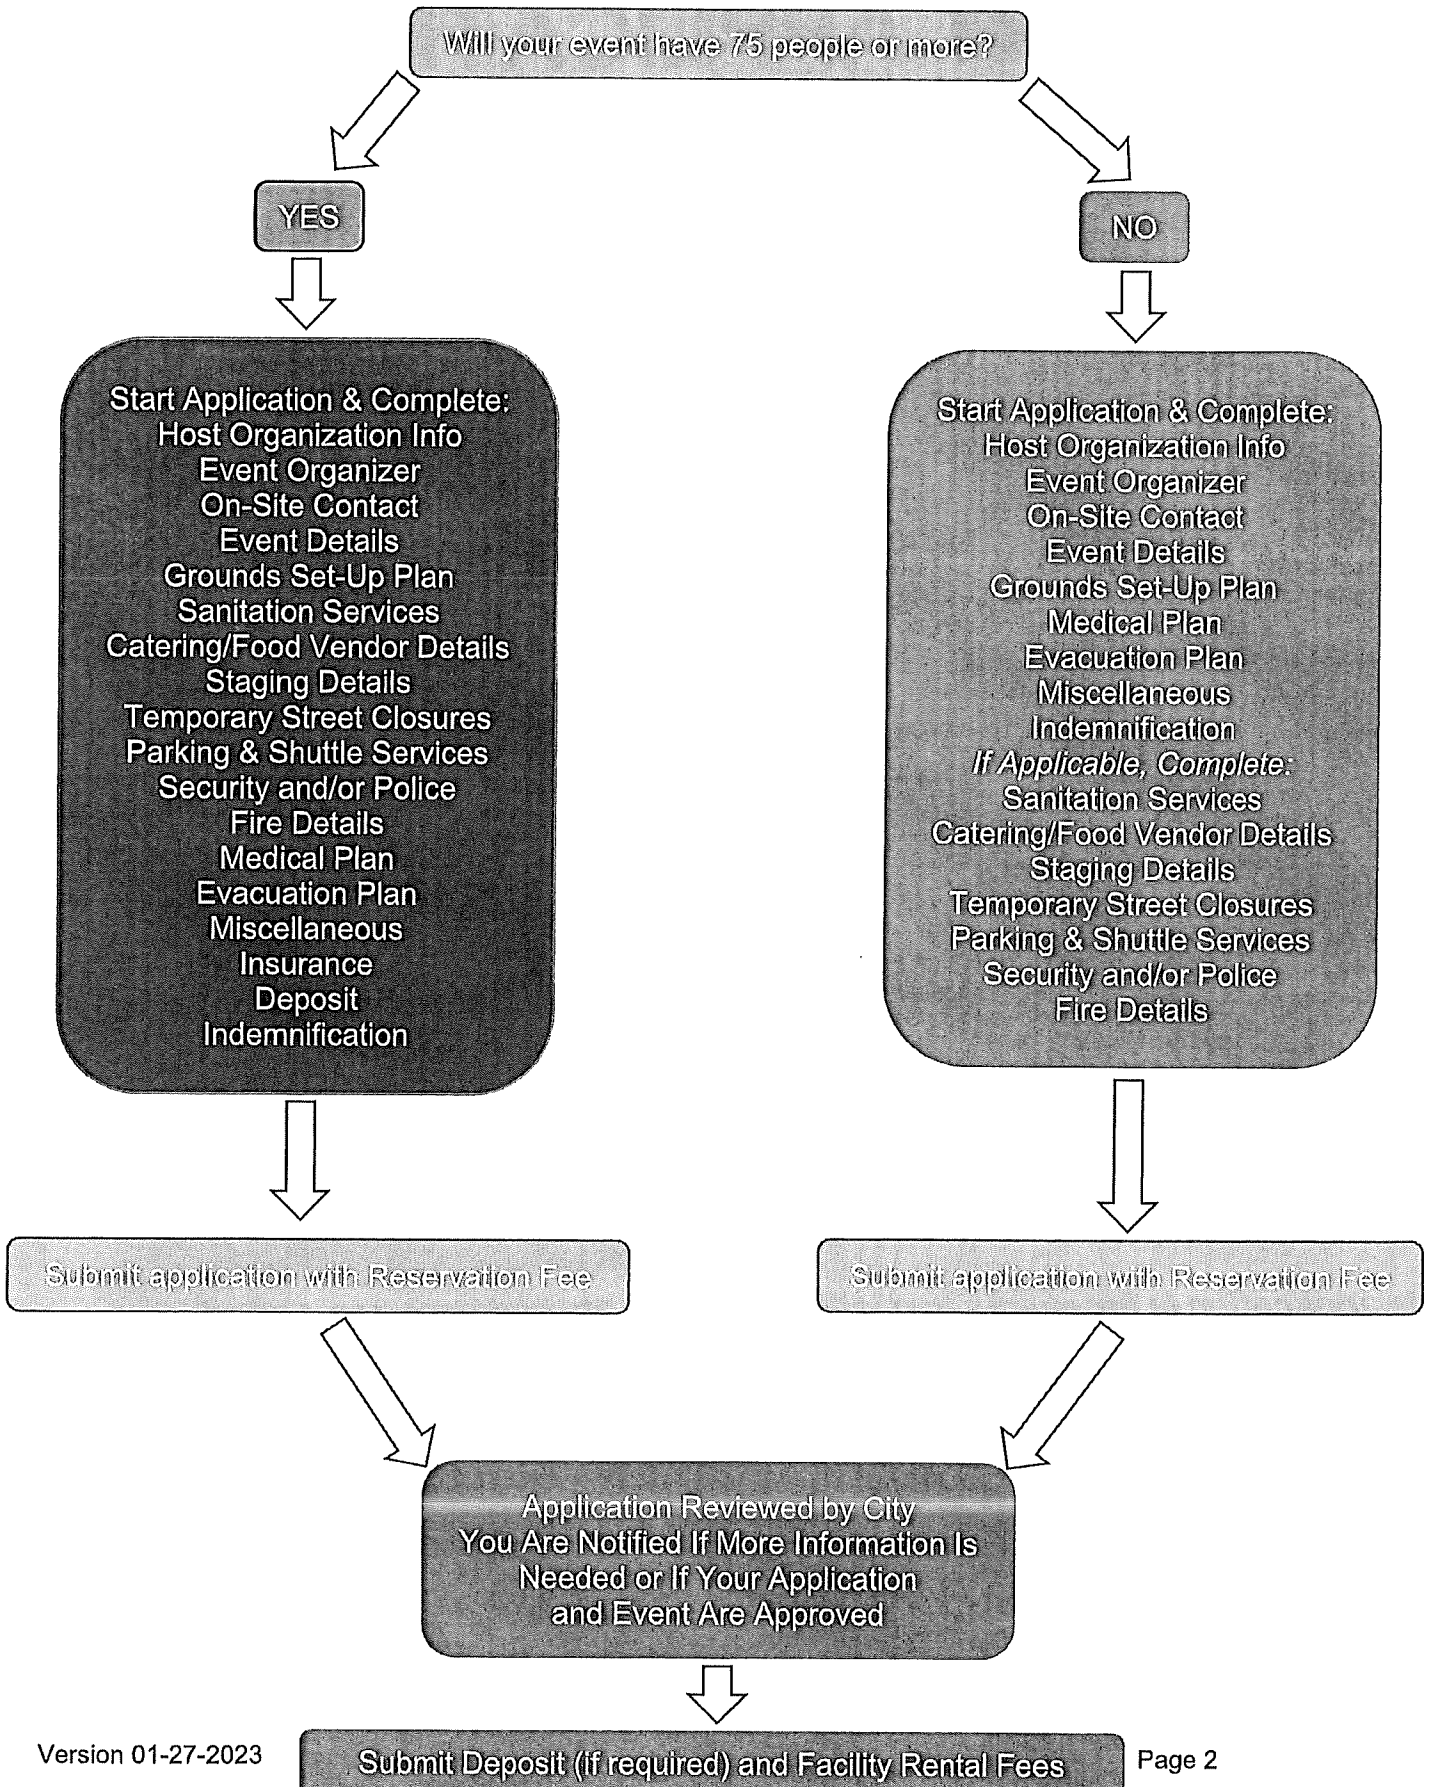 Will your event have 75 people or more?
YES
NO
Start Application & Complete:
Host Organization Info
Event Organizer
On-Site Contact
Event Details
Grounds Set-Up Plan
Sanitation Services
Catering/Food Vendor Details
Staging Details
Temporary Street Closures
Parking & Shuttle Services
Security and/or Police
Fire Details
Medical Plan
Evacuation Plan
Miscellaneous
Insurance
Deposit
Indemnification
Start Application & Complete:
Host Organization Info
Event Organizer
On-Site Contact
Event Details
Grounds Set-Up Plan
Medical Plan
Evacuation Plan
Miscellaneous
Indemnification
If Applicable, Complete:
Sanitation Services
Catering/Food Vendor Details
Staging Details
Temporary Street Closures
Parking & Shuttle Services
Security and/or Police
Fire Details
Submit application with Reservation Fee
Submit application with Reservation Fee
Application Reviewed by City
You Are Notified If More Information Is
Needed or If Your Application
and Event Are Approved
Version 01-27-2023
Submit Deposit (if required) and Facility Rental Fees
Page 2